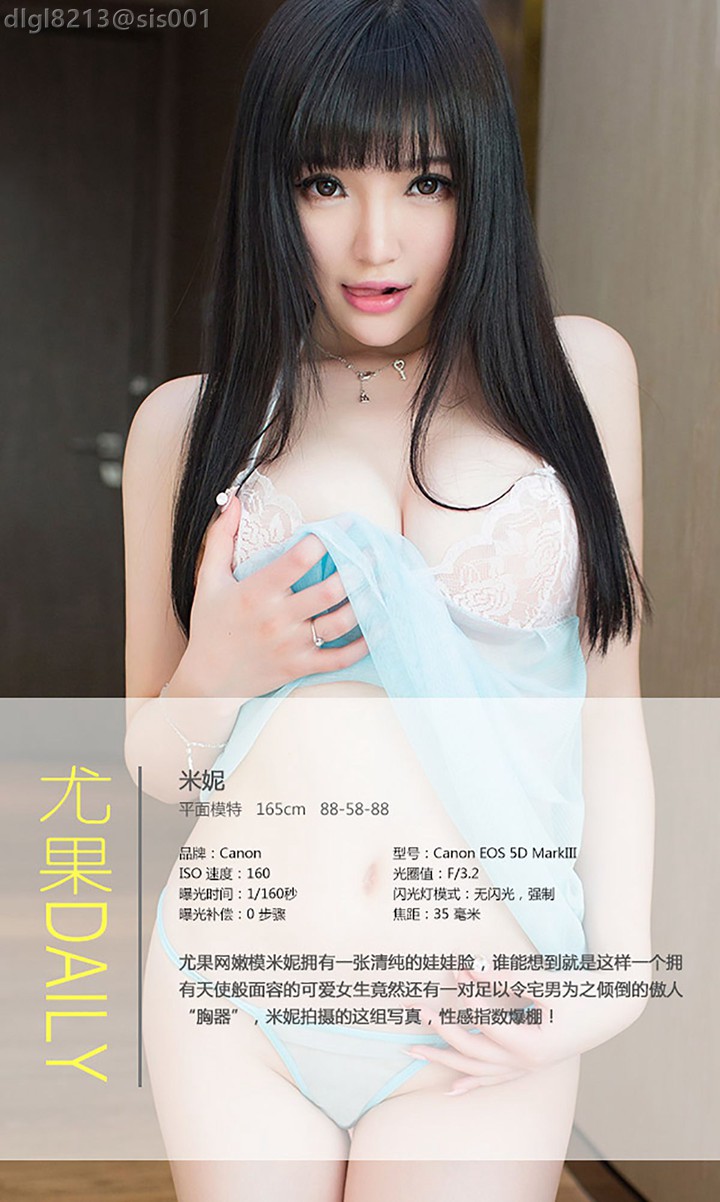 dlgl8213@sis001
尤果DAILY
米妮
平面模特 165cm 88-58-88
品牌：Canon 型号：Canon EOS 5D MarkIII
ISO 速度：160 光圈值：F/3.2
曝光时间：1/160秒 闪光灯模式：无闪光，强制
曝光补偿：0 步骤 焦距：35 毫米
尤果网嫩模米妮拥有一张清纯的娃娃脸，谁能想到就是这样一个拥
有天使般面容的可爱女生竟然还有一对足以令宅男为之倾倒的傲人
“胸器”，米妮拍摄的这组写真，性感指数爆棚！